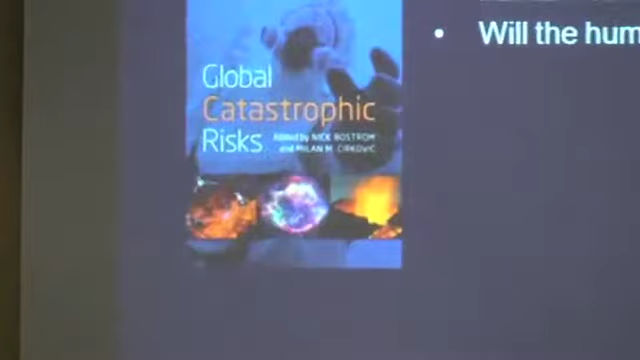 Global
Catastrophic
Risks
Edited by NICK BOSTROM
and MILAN M. ĆIRKOVIĆ
• Will the hum